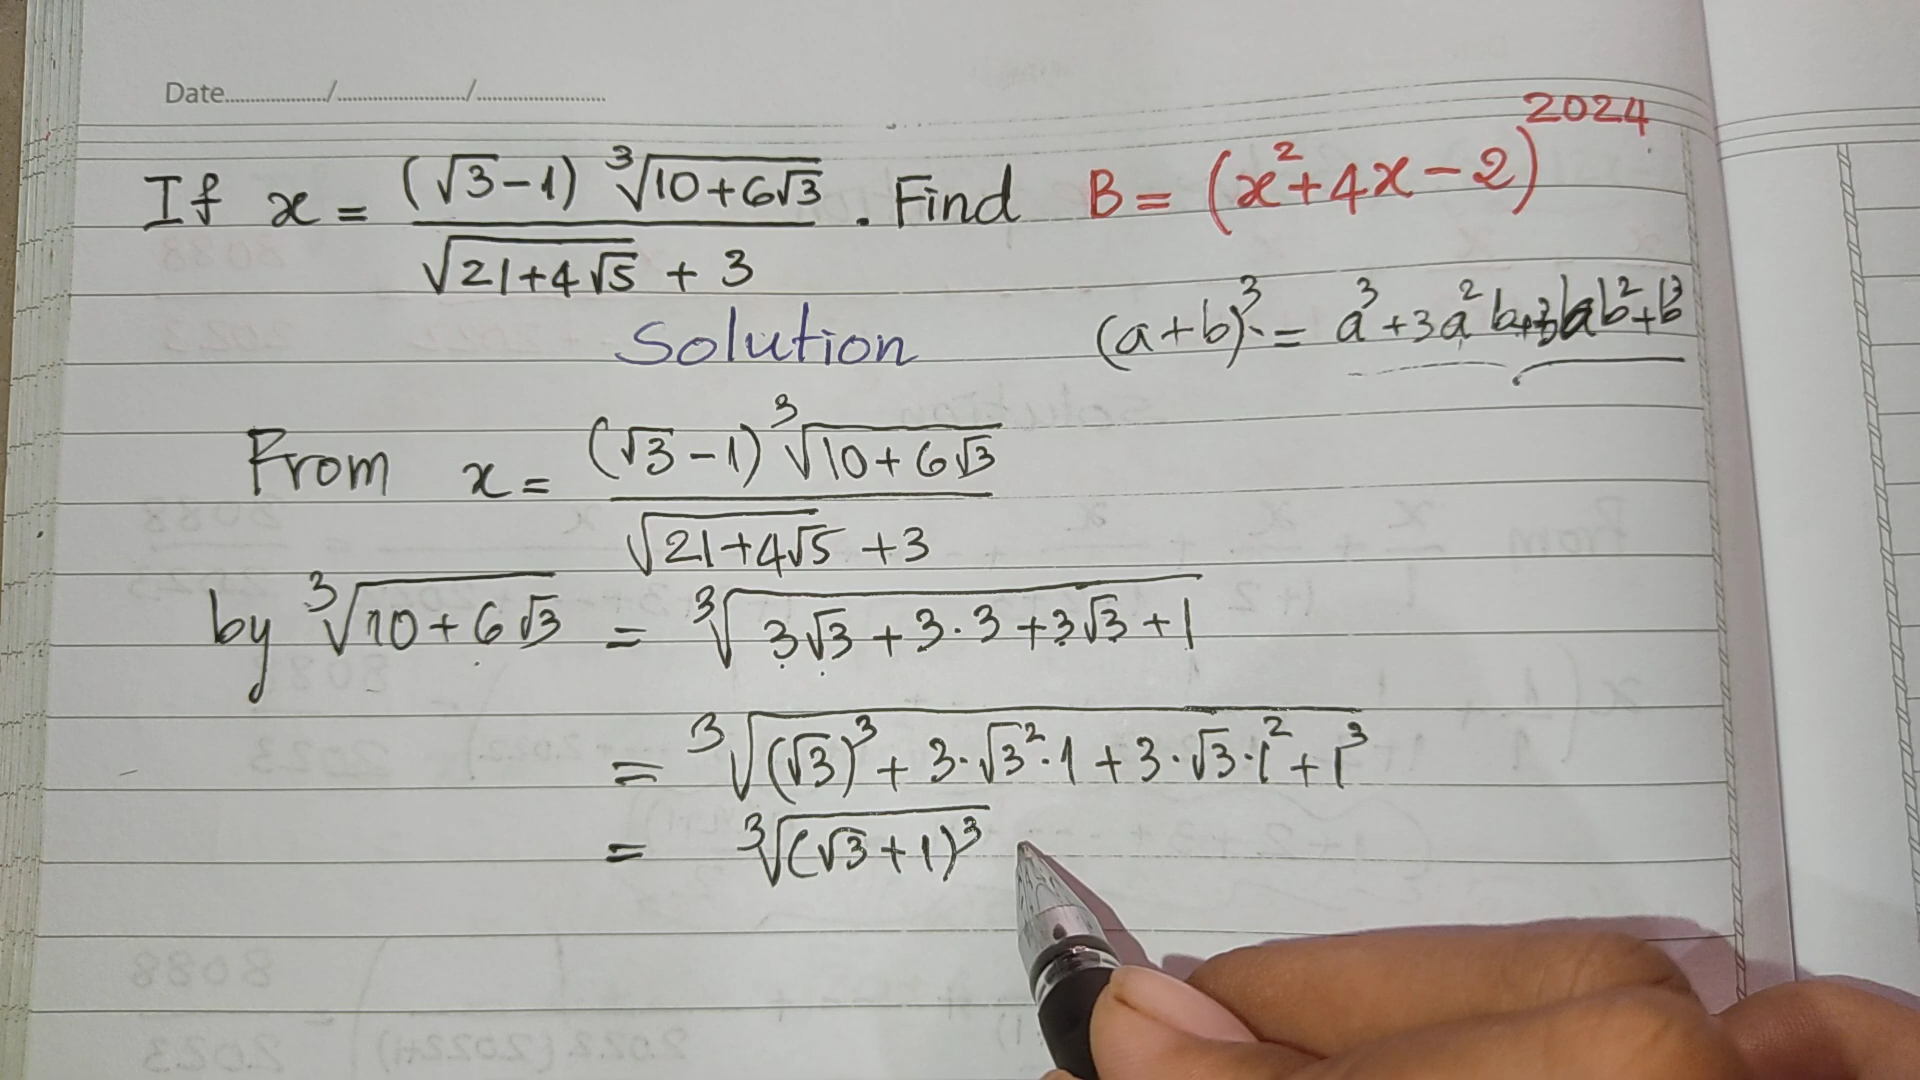 Date............/............/............
If x = (√3-1) ∛(10+6√3) / (√(21+4√5) + 3) . Find B = (x²+4x-2)²⁰²⁴
Solution (a+b)³ = a³+3a²b+3ab²+b³
From x = (√3-1) ∛(10+6√3) / (√(21+4√5) +3)
by ∛(10+6√3) = ∛(3√3+3·3+3√3+1)
= ∛((√3)³+3·√3²·1+3·√3·1²+1³)
= ∛((√3+1)³)